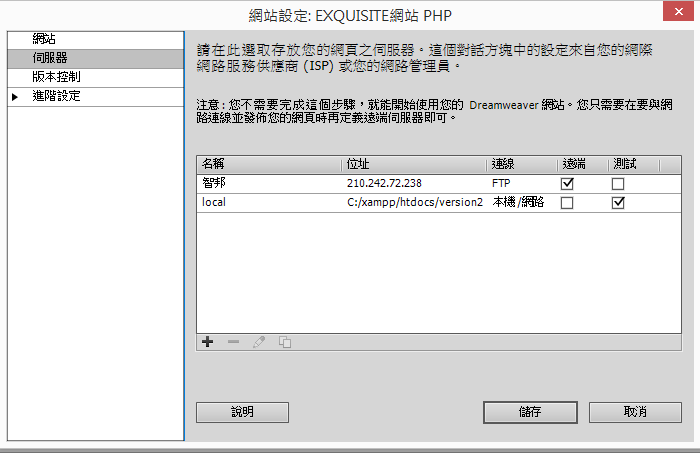 網站設定: EXQUISITE網站 PHP
網站
伺服器
版本控制
進階設定
請在此選取存放您的網頁之伺服器。這個對話方塊中的設定來自您的網際
網路服務供應商 (ISP) 或您的網路管理員。
注意 : 您不需要完成這個步驟，就能開始使用您的 Dreamweaver 網站。您只需要在要與網
路連線並發佈您的網頁時再定義遠端伺服器即可。
名稱 位址 連線 遠端 測試
智邦 210.242.72.238 FTP
local C:/xampp/htdocs/version2 本機/網路
說明 儲存 取消